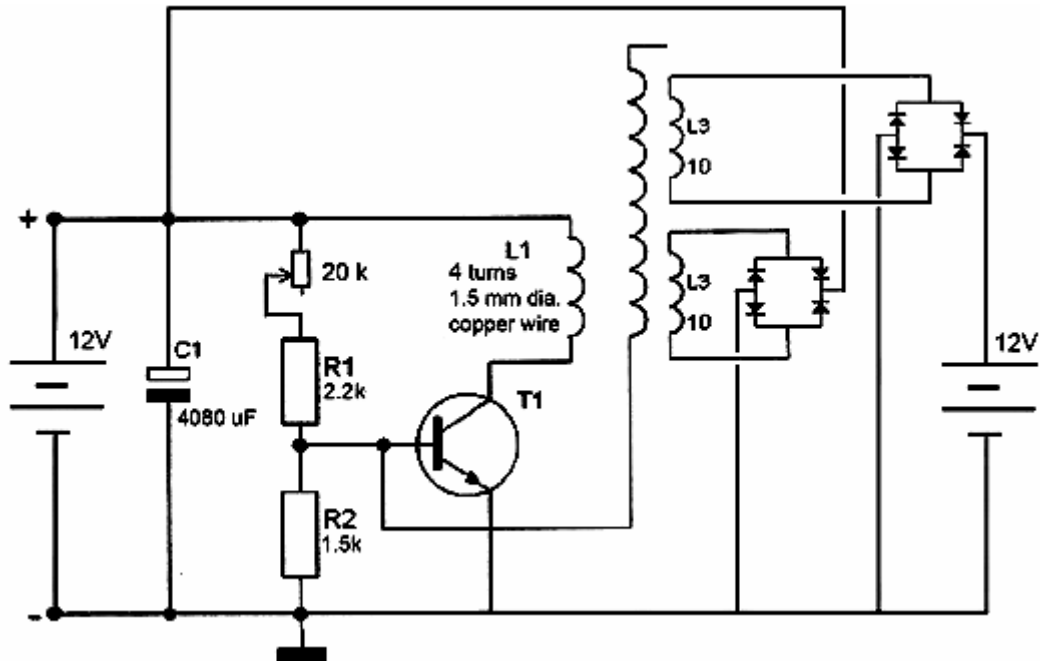 +
12V
C1
4080 uF
20 k
R1
2.2k
R2
1.5k
L1
4 turns
1.5 mm dia.
copper wire
T1
L3
10
L3
10
12V
-